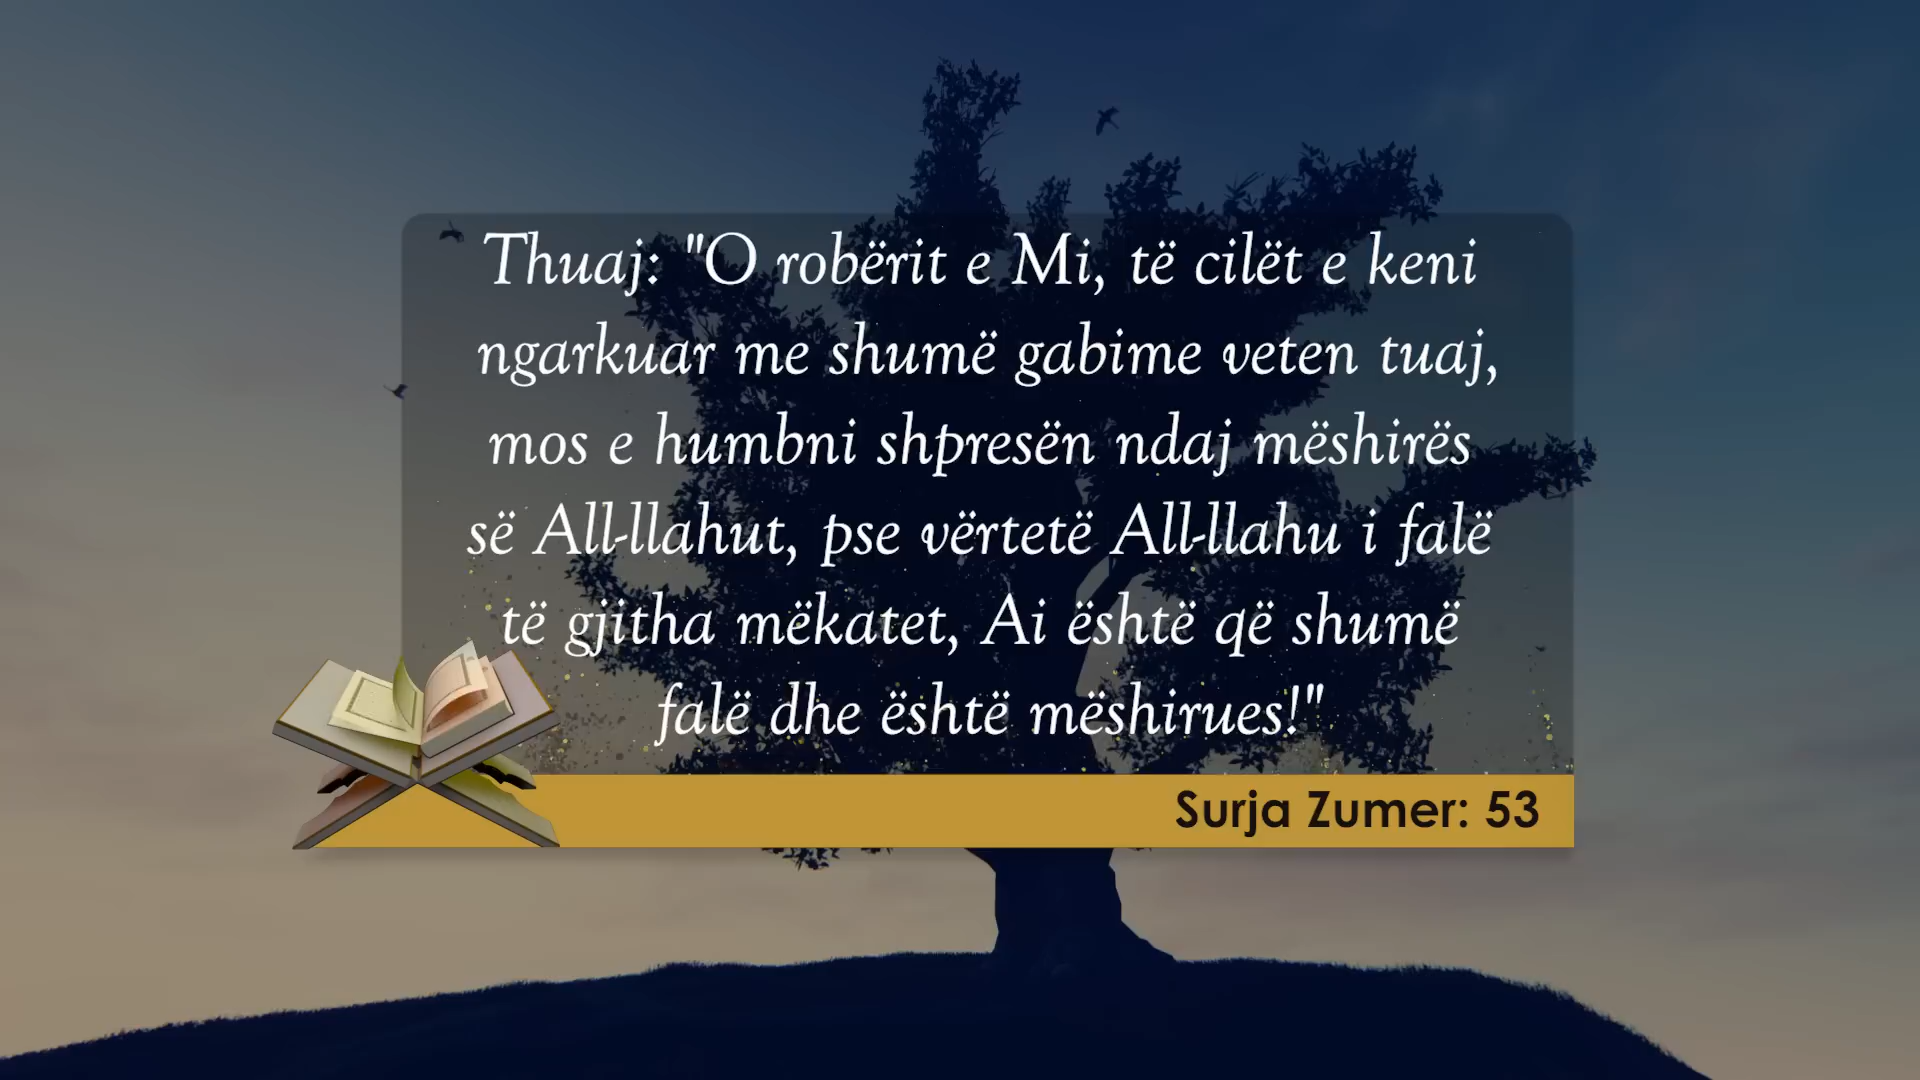 Thuaj: "O robërit e Mi, të cilët e keni
ngarkuar me shumë gabime veten tuaj,
mos e humbni shpresën ndaj mëshirës
së All-llahut, pse vërtetë All-llahu i falë
të gjitha mëkatet, Ai është që shumë
falë dhe është mëshirues!"
Surja Zumer: 53